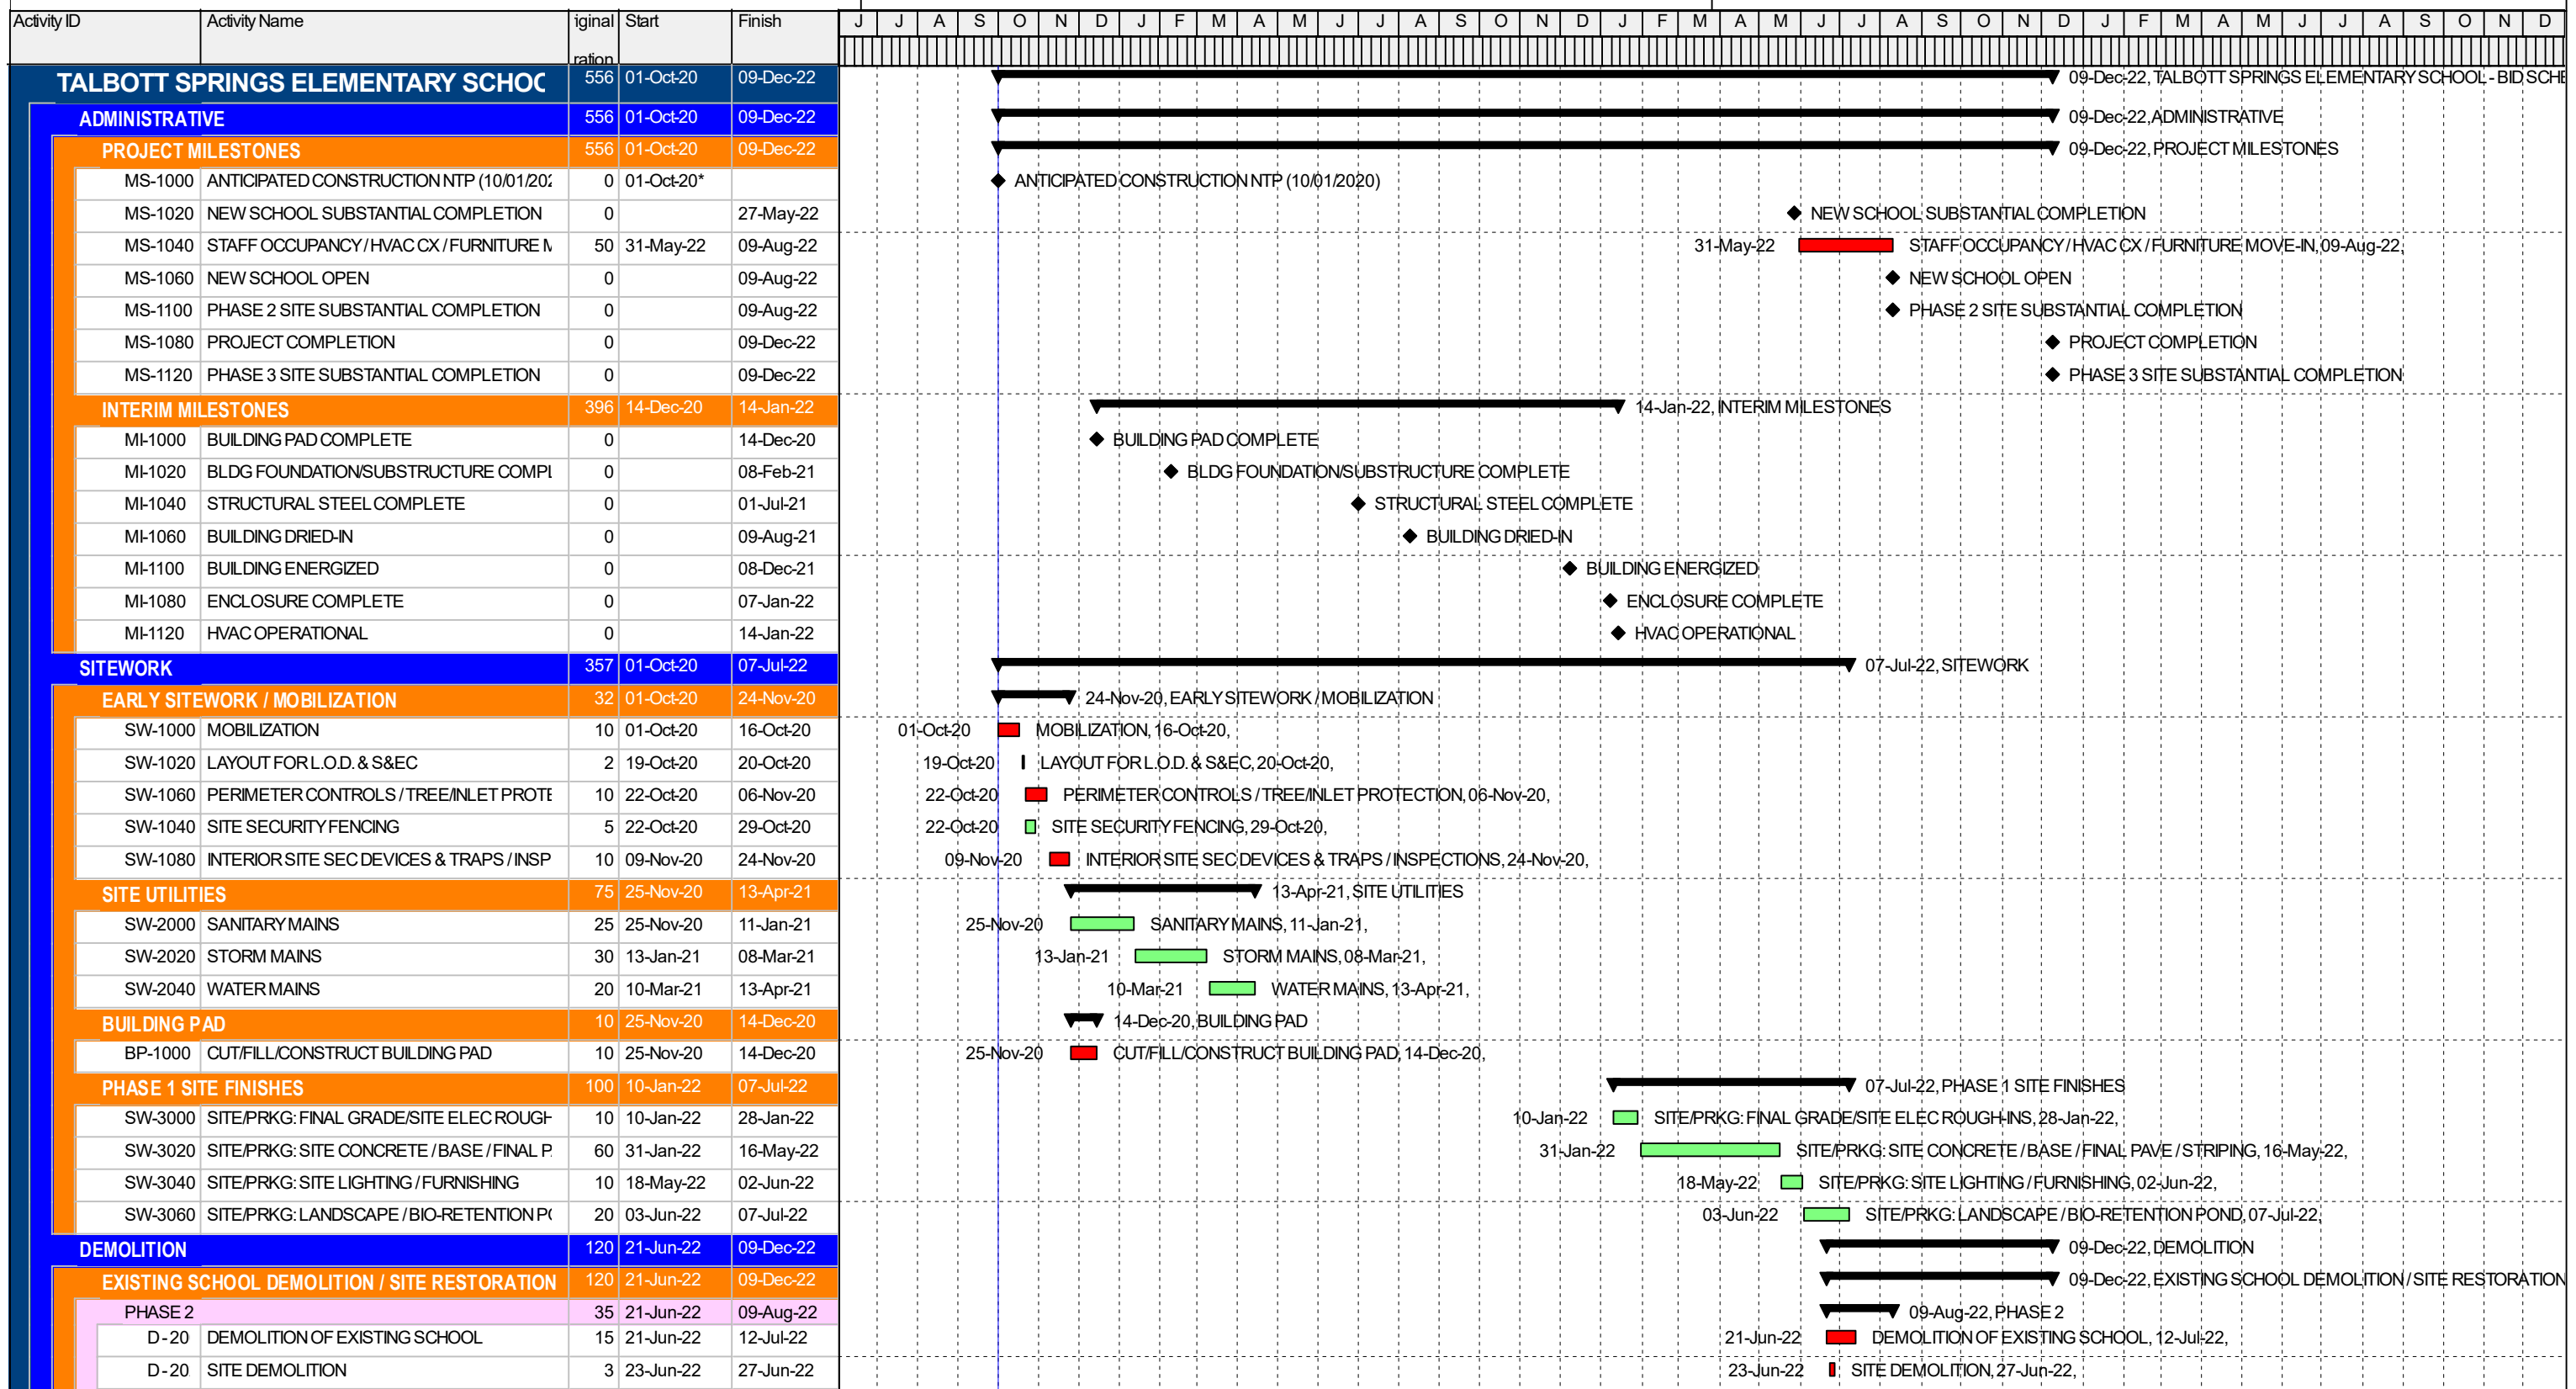 Activity ID Activity Name iginal Start Finish J J A S O N D J F M A M J J A S O N D J F M A M J J A S O N D J F M A M J J A S O N D
ration
TALBOTT SPRINGS ELEMENTARY SCHOC 556 01-Oct-20 09-Dec-22 09-Dec-22, TALBOTT SPRINGS ELEMENTARY SCHOOL - BID SCHE
ADMINISTRATIVE 556 01-Oct-20 09-Dec-22 09-Dec-22, ADMINISTRATIVE
PROJECT MILESTONES 556 01-Oct-20 09-Dec-22 09-Dec-22, PROJECT MILESTONES
MS-1000 ANTICIPATED CONSTRUCTION NTP (10/01/202 0 01-Oct-20* ANTICIPATED CONSTRUCTION NTP (10/01/2020)
MS-1020 NEW SCHOOL SUBSTANTIAL COMPLETION 0 27-May-22 NEW SCHOOL SUBSTANTIAL COMPLETION
MS-1040 STAFF OCCUPANCY / HVAC CX / FURNITURE M 50 31-May-22 09-Aug-22 31-May-22 STAFF OCCUPANCY / HVAC CX / FURNITURE MOVE-IN, 09-Aug-22,
MS-1060 NEW SCHOOL OPEN 0 09-Aug-22 NEW SCHOOL OPEN
MS-1100 PHASE 2 SITE SUBSTANTIAL COMPLETION 0 09-Aug-22 PHASE 2 SITE SUBSTANTIAL COMPLETION
MS-1080 PROJECT COMPLETION 0 09-Dec-22 PROJECT COMPLETION
MS-1120 PHASE 3 SITE SUBSTANTIAL COMPLETION 0 09-Dec-22 PHASE 3 SITE SUBSTANTIAL COMPLETION
INTERIM MILESTONES 396 14-Dec-20 14-Jan-22 14-Jan-22, INTERIM MILESTONES
MI-1000 BUILDING PAD COMPLETE 0 14-Dec-20 BUILDING PAD COMPLETE
MI-1020 BLDG FOUNDATION/SUBSTRUCTURE COMPL 0 08-Feb-21 BLDG FOUNDATION/SUBSTRUCTURE COMPLETE
MI-1040 STRUCTURAL STEEL COMPLETE 0 01-Jul-21 STRUCTURAL STEEL COMPLETE
MI-1060 BUILDING DRIED-IN 0 09-Aug-21 BUILDING DRIED-IN
MI-1100 BUILDING ENERGIZED 0 08-Dec-21 BUILDING ENERGIZED
MI-1080 ENCLOSURE COMPLETE 0 07-Jan-22 ENCLOSURE COMPLETE
MI-1120 HVAC OPERATIONAL 0 14-Jan-22 HVAC OPERATIONAL
SITEWORK 357 01-Oct-20 07-Jul-22 07-Jul-22, SITEWORK
EARLY SITEWORK / MOBILIZATION 32 01-Oct-20 24-Nov-20 24-Nov-20, EARLY SITEWORK / MOBILIZATION
SW-1000 MOBILIZATION 10 01-Oct-20 16-Oct-20 01-Oct-20 MOBILIZATION, 16-Oct-20,
SW-1020 LAYOUT FOR L.O.D. & S&EC 2 19-Oct-20 20-Oct-20 19-Oct-20 LAYOUT FOR L.O.D. & S&EC, 20-Oct-20,
SW-1060 PERIMETER CONTROLS / TREE/INLET PROTE 10 22-Oct-20 06-Nov-20 22-Oct-20 PERIMETER CONTROLS / TREE/INLET PROTECTION, 06-Nov-20,
SW-1040 SITE SECURITY FENCING 5 22-Oct-20 29-Oct-20 22-Oct-20 SITE SECURITY FENCING, 29-Oct-20,
SW-1080 INTERIOR SITE SEC DEVICES & TRAPS / INSP 10 09-Nov-20 24-Nov-20 09-Nov-20 INTERIOR SITE SEC DEVICES & TRAPS / INSPECTIONS, 24-Nov-20,
SITE UTILITIES 75 25-Nov-20 13-Apr-21 13-Apr-21, SITE UTILITIES
SW-2000 SANITARY MAINS 25 25-Nov-20 11-Jan-21 25-Nov-20 SANITARY MAINS, 11-Jan-21,
SW-2020 STORM MAINS 30 13-Jan-21 08-Mar-21 13-Jan-21 STORM MAINS, 08-Mar-21,
SW-2040 WATER MAINS 20 10-Mar-21 13-Apr-21 10-Mar-21 WATER MAINS, 13-Apr-21,
BUILDING PAD 10 25-Nov-20 14-Dec-20 14-Dec-20, BUILDING PAD
BP-1000 CUT/FILL/CONSTRUCT BUILDING PAD 10 25-Nov-20 14-Dec-20 25-Nov-20 CUT/FILL/CONSTRUCT BUILDING PAD, 14-Dec-20,
PHASE 1 SITE FINISHES 100 10-Jan-22 07-Jul-22 07-Jul-22, PHASE 1 SITE FINISHES
SW-3000 SITE/PRKG: FINAL GRADE/SITE ELEC ROUGH 10 10-Jan-22 28-Jan-22 10-Jan-22 SITE/PRKG: FINAL GRADE/SITE ELEC ROUGH-INS, 28-Jan-22,
SW-3020 SITE/PRKG: SITE CONCRETE / BASE / FINAL P. 60 31-Jan-22 16-May-22 31-Jan-22 SITE/PRKG: SITE CONCRETE / BASE / FINAL PAVE / STRIPING, 16-May-22,
SW-3040 SITE/PRKG: SITE LIGHTING / FURNISHING 10 18-May-22 02-Jun-22 18-May-22 SITE/PRKG: SITE LIGHTING / FURNISHING, 02-Jun-22,
SW-3060 SITE/PRKG: LANDSCAPE / BIO-RETENTION PO 20 03-Jun-22 07-Jul-22 03-Jun-22 SITE/PRKG: LANDSCAPE / BIO-RETENTION POND, 07-Jul-22,
DEMOLITION 120 21-Jun-22 09-Dec-22 09-Dec-22, DEMOLITION
EXISTING SCHOOL DEMOLITION / SITE RESTORATION 120 21-Jun-22 09-Dec-22 09-Dec-22, EXISTING SCHOOL DEMOLITION / SITE RESTORATION
PHASE 2 35 21-Jun-22 09-Aug-22 09-Aug-22, PHASE 2
D-20 DEMOLITION OF EXISTING SCHOOL 15 21-Jun-22 12-Jul-22 21-Jun-22 DEMOLITION OF EXISTING SCHOOL, 12-Jul-22,
D-20 SITE DEMOLITION 3 23-Jun-22 27-Jun-22 23-Jun-22 SITE DEMOLITION, 27-Jun-22,